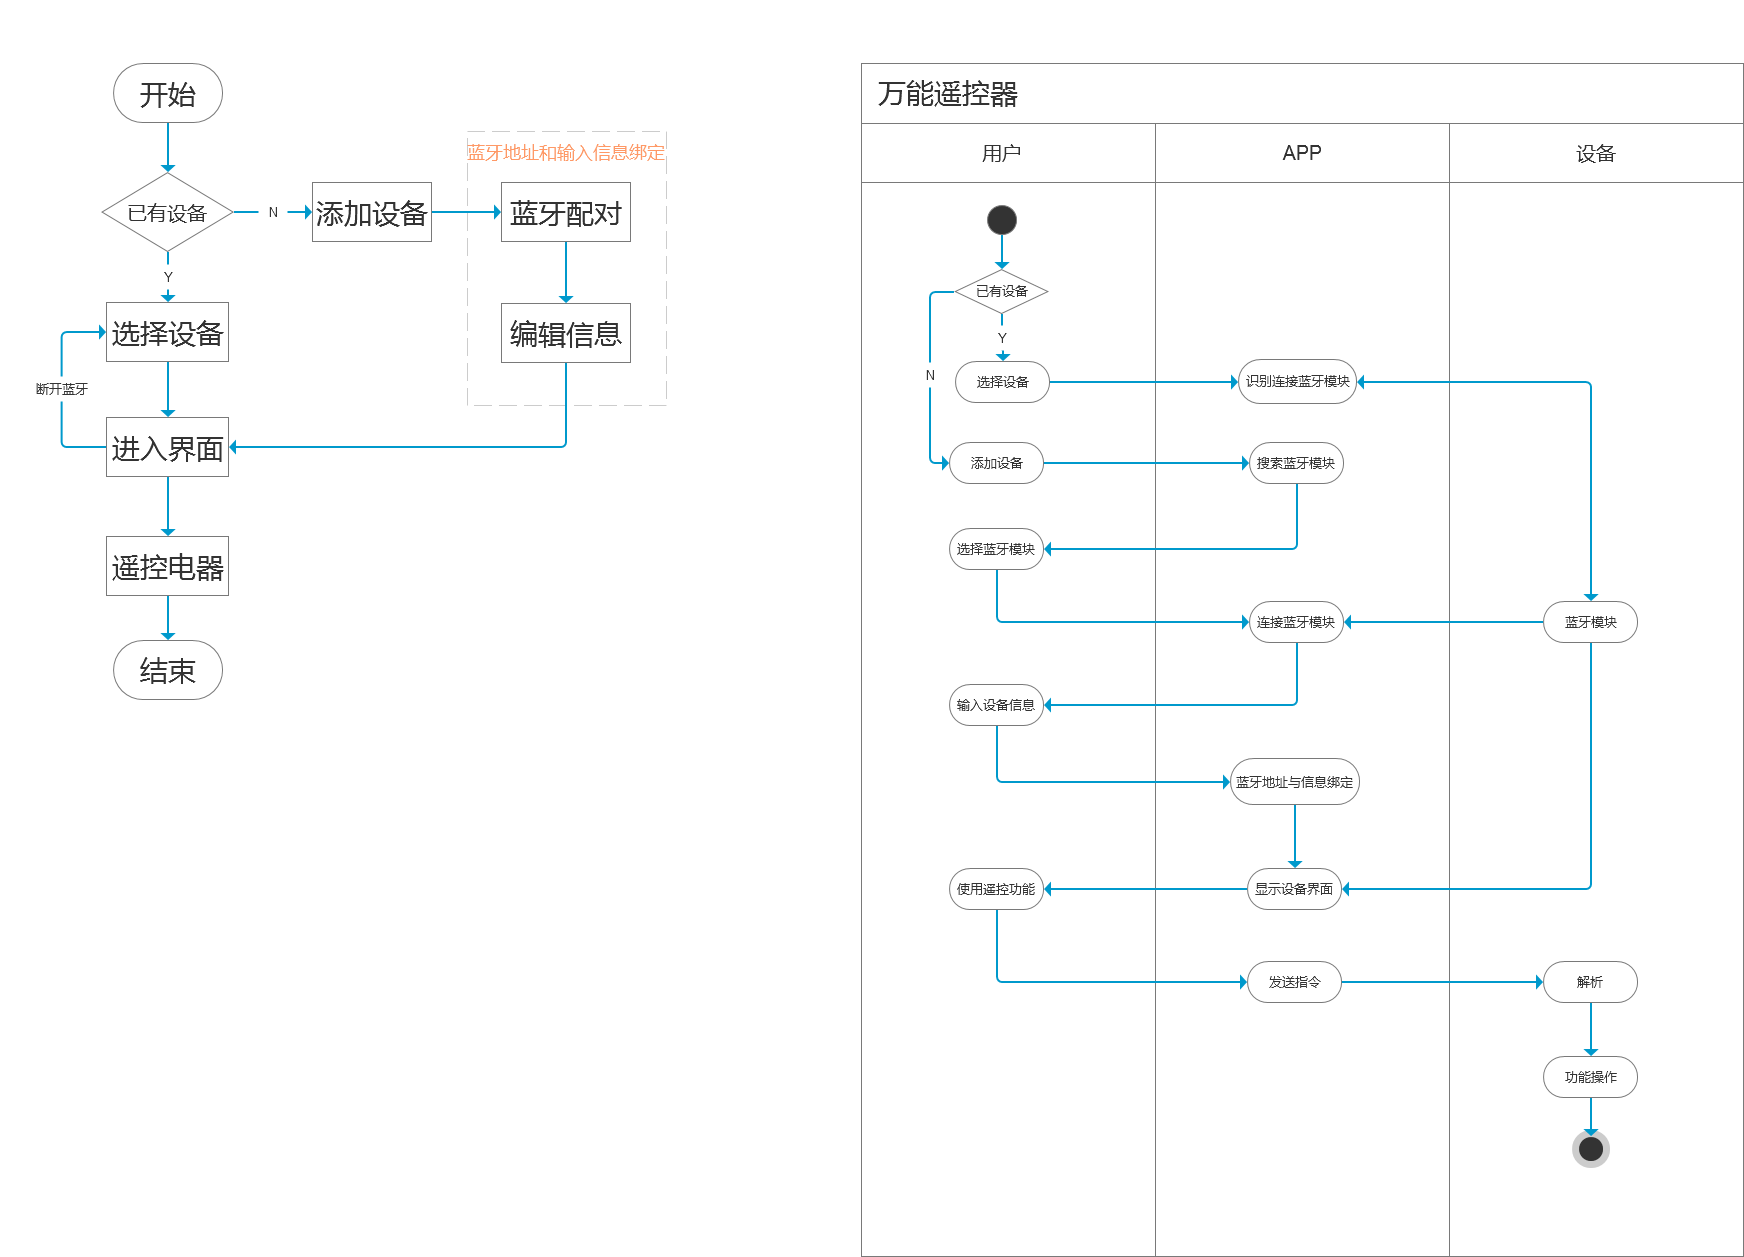 开始
已有设备
N
添加设备
蓝牙地址和输入信息绑定
蓝牙配对
编辑信息
Y
选择设备
断开蓝牙
进入界面
遥控电器
结束
万能遥控器
用户
APP
设备
已有设备
Y
N
选择设备
识别连接蓝牙模块
添加设备
搜索蓝牙模块
选择蓝牙模块
连接蓝牙模块
蓝牙模块
输入设备信息
蓝牙地址与信息绑定
使用遥控功能
显示设备界面
发送指令
解析
功能操作